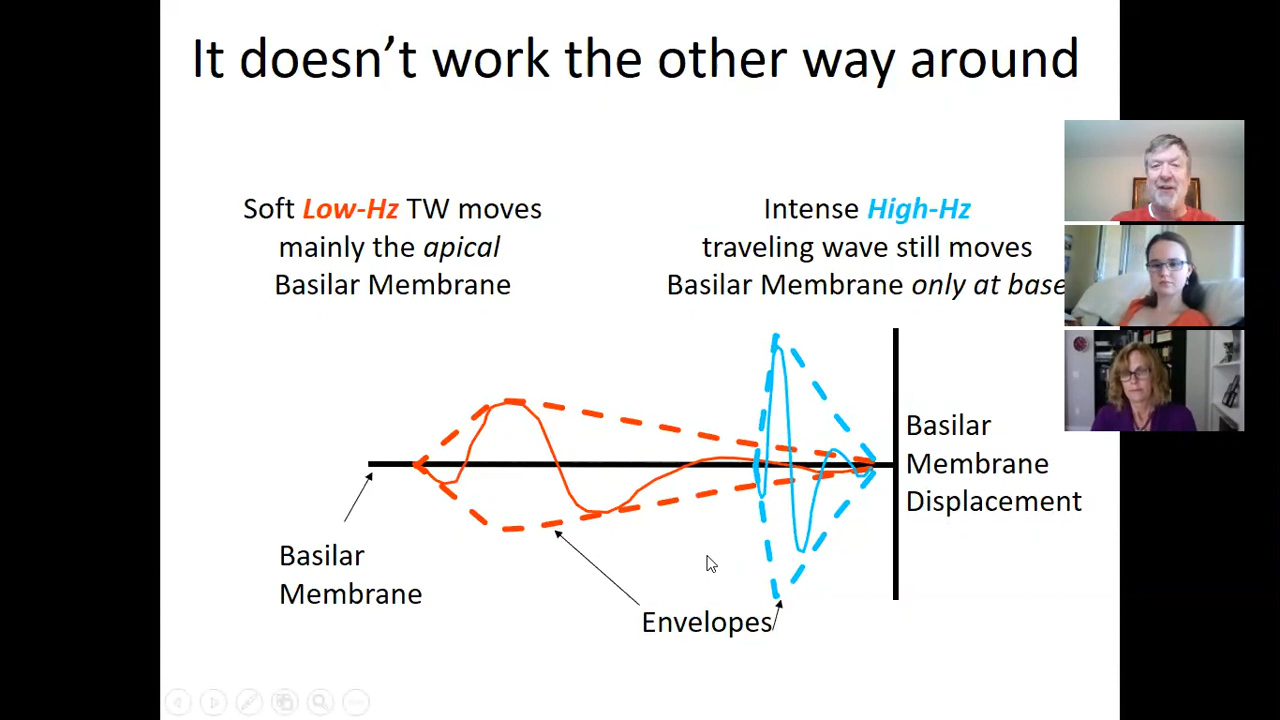 It doesn’t work the other way around
Soft Low-Hz TW moves
mainly the apical
Basilar Membrane
Intense High-Hz
traveling wave still moves
Basilar Membrane only at base
Basilar
Membrane
Displacement
Basilar
Membrane
Envelopes